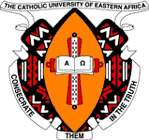 THE CATHOLIC UNIVERSITY OF EASTERN AFRICA
Α Ω
CONSECRATE
THEM
IN THE TRUTH